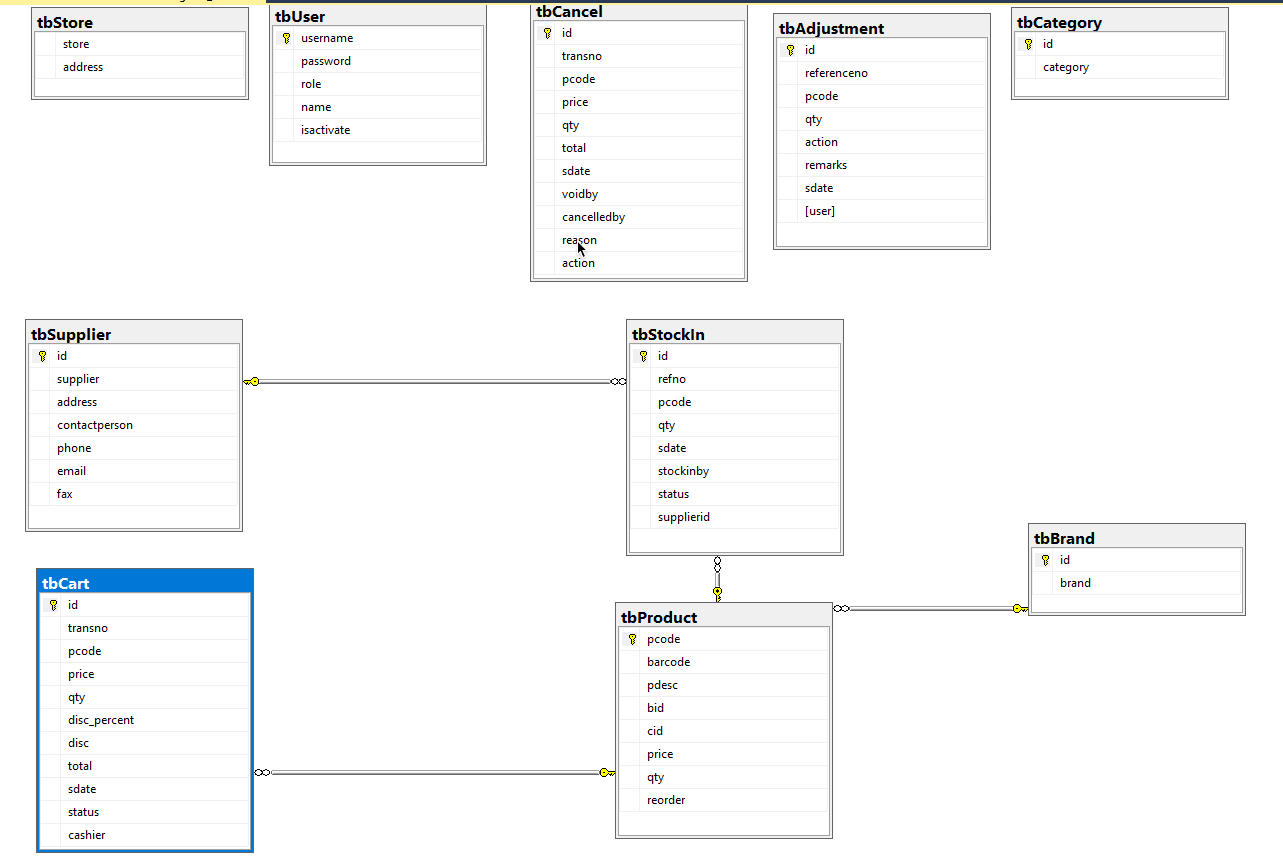 tbStore
store
address
tbUser
username
password
role
name
isactivate
tbCancel
id
transno
pcode
price
qty
total
sdate
voidby
cancelledby
reason
action
tbAdjustment
id
referenceno
pcode
qty
action
remarks
sdate
[user]
tbCategory
id
category
tbSupplier
id
supplier
address
contactperson
phone
email
fax
tbStockIn
id
refno
pcode
qty
sdate
stockinby
status
supplierid
tbBrand
id
brand
tbCart
id
transno
pcode
price
qty
disc_percent
disc
total
sdate
status
cashier
tbProduct
pcode
barcode
pdesc
bid
cid
price
qty
reorder